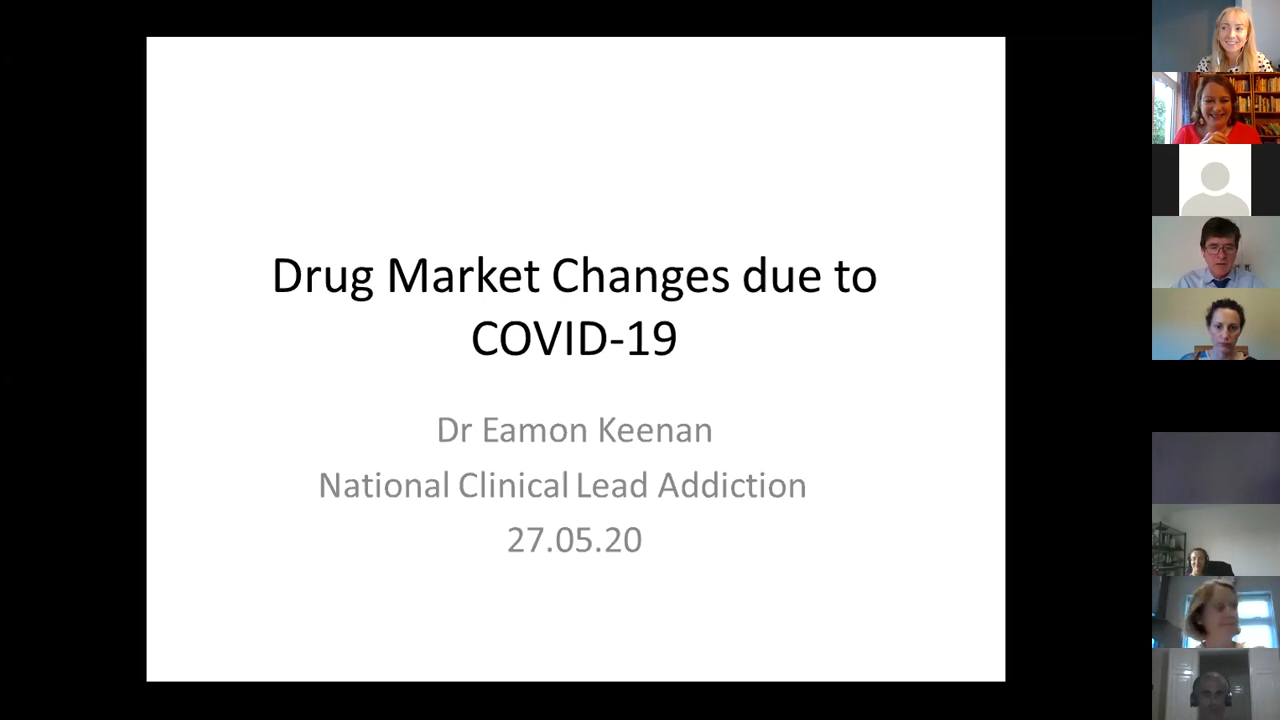 Drug Market Changes due to
COVID-19
Dr Eamon Keenan
National Clinical Lead Addiction
27.05.20